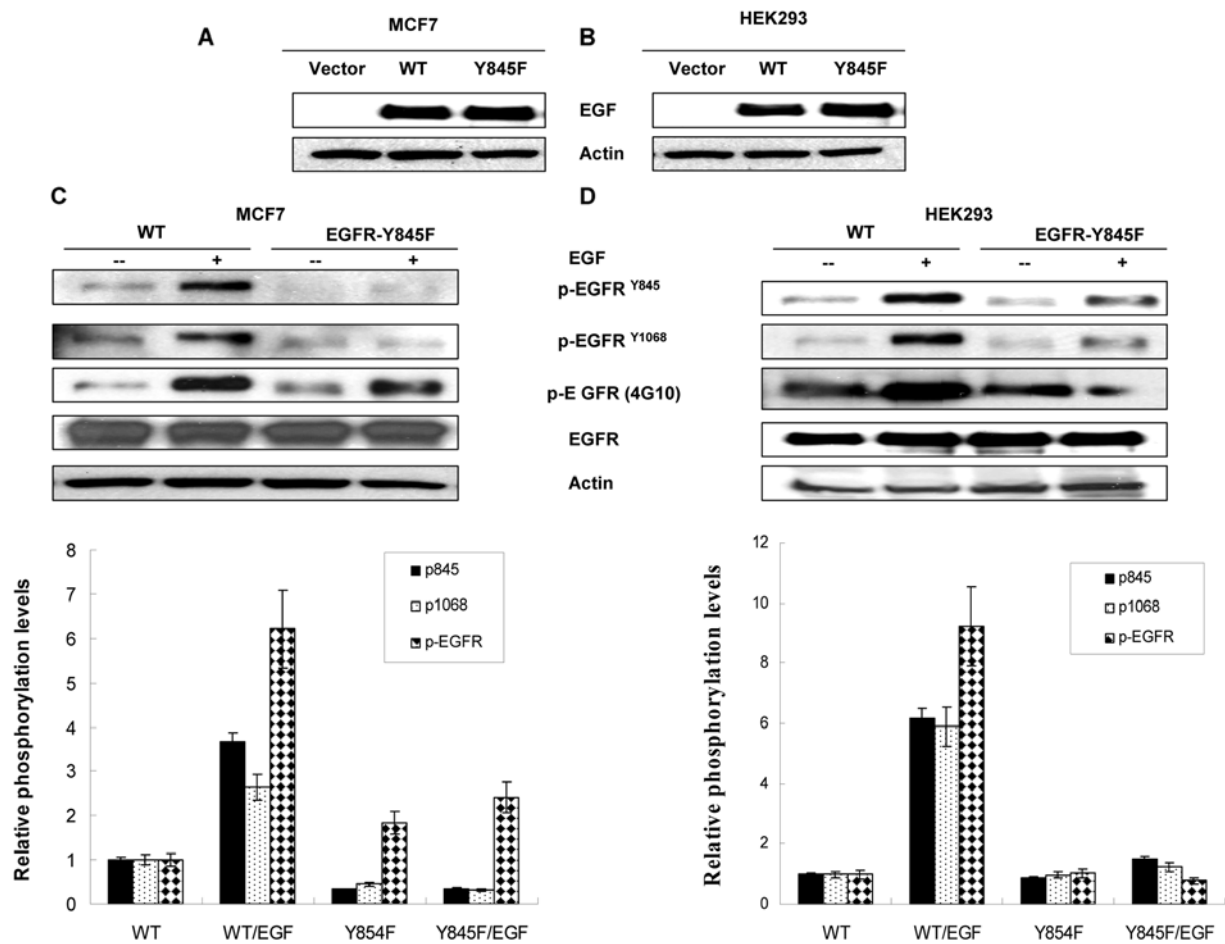 A
MCF7
B
HEK293
Vector WT Y845F
Vector WT Y845F
EGF
Actin
C
MCF7
D
HEK293
WT EGFR-Y845F
WT EGFR-Y845F
-- + -- +
EGF
-- + -- +
p-EGFR Y845
p-EGFR Y1068
p-E GFR (4G10)
EGFR
Actin
Relative phosphorylation levels
8
7
6
5
4
3
2
1
0
p845
p1068
p-EGFR
WT WT/EGF Y854F Y845F/EGF
Relative phosphorylation levels
12
10
8
6
4
2
0
p845
p1068
p-EGFR
WT WT/EGF Y854F Y845F/EGF